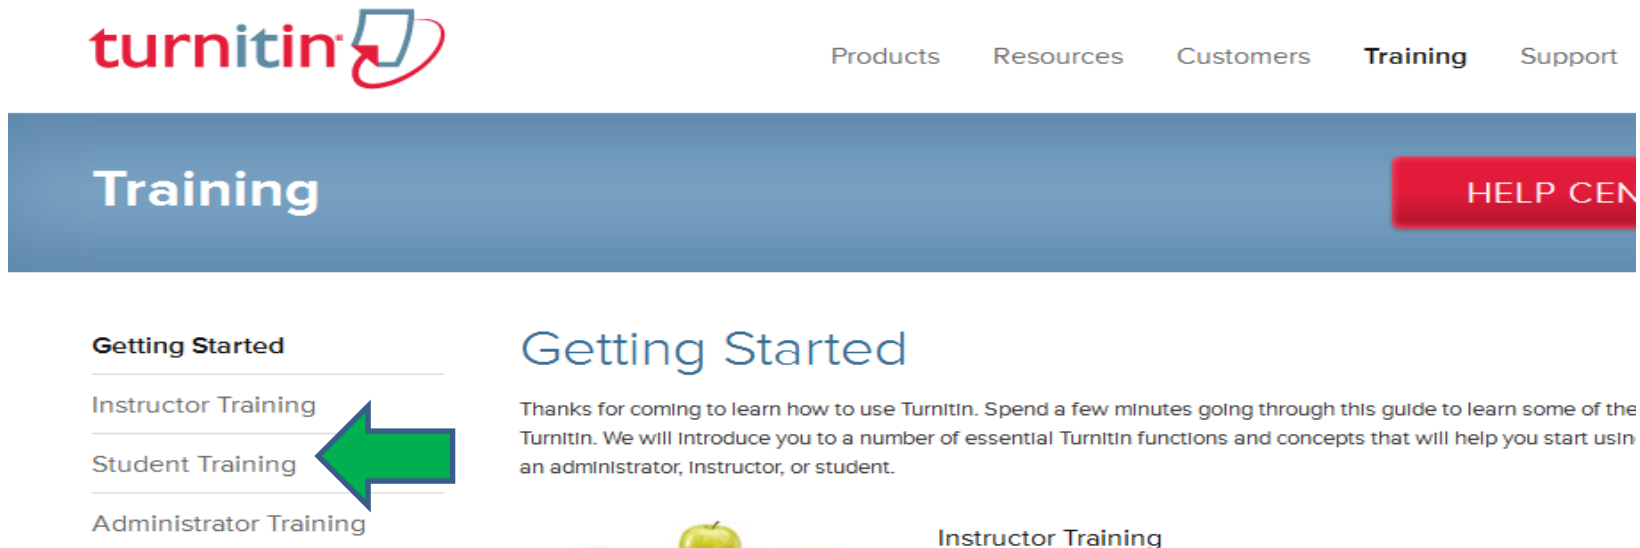 turnitin
Products Resources Customers Training Support
Training
HELP CEN
Getting Started
Instructor Training
Student Training
Administrator Training
Getting Started
Thanks for coming to learn how to use Turnitin. Spend a few minutes going through this guide to learn some of the
Turnitin. We will introduce you to a number of essential Turnitin functions and concepts that will help you start usin
an administrator, instructor, or student.
Instructor Training